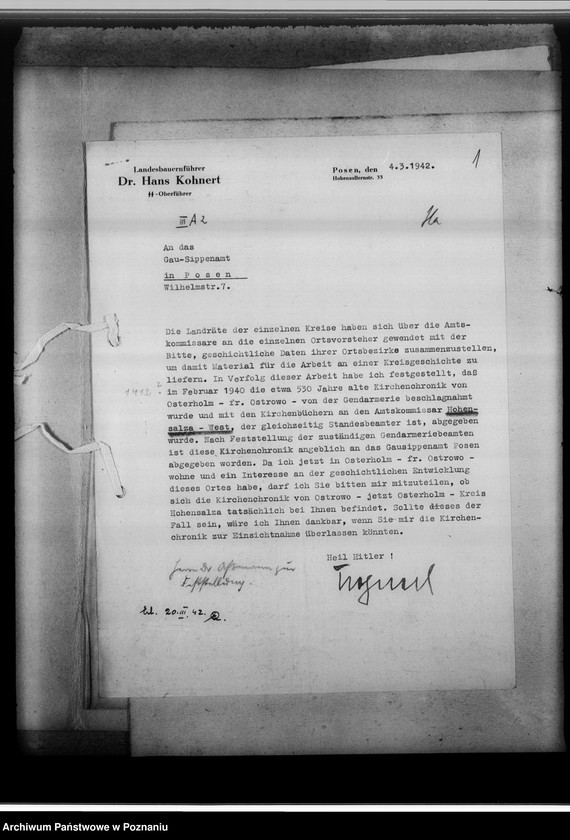 Landesbauernführer
Dr. Hans Kohnert
SS-Oberführer
Posen, den 4.3.1942.
Hohenzollernstr. 33
1
III A 2
An das
Gau-Sippenamt
in Posen
Wilhelmstr.7.
Die Landräte der einzelnen Kreise haben sich über die Amts-
kommissare an die einzelnen Ortsvorsteher gewendet mit der
Bitte, geschichtliche Daten ihrer Ortsbezirke zusammenzustellen,
um damit Material für die Arbeit an einer Kreisgeschichte zu
liefern. In Verfolg dieser Arbeit habe ich festgestellt, daß
im Februar 1940 die etwa 530 Jahre alte Kirchenchronik von
Osterholm - fr. Ostrowo - von der Gendarmerie beschlagnahmt
wurde und mit den Kirchenbüchern an den Amtskommissar Hohen-
salza - West, der gleichzeitig Standesbeamter ist, abgegeben
wurde. Nach Feststellung der zuständigen Gendarmeriebeamten
ist diese Kirchenchronik angeblich an das Gausippenamt Posen
abgegeben worden. Da ich jetzt in Osterholm - fr. Ostrowo -
wohne und ein Interesse an der geschichtlichen Entwicklung
dieses Ortes habe, darf ich Sie bitten mir mitzuteilen, ob
sich die Kirchenchronik von Ostrowo - jetzt Osterholm - Kreis
Hohensalza tatsächlich bei Ihnen befindet. Sollte dieses der
Fall sein, wäre ich Ihnen dankbar, wenn Sie mir die Kirchen-
chronik zur Einsichtnahme überlassen könnten.
Heil Hitler !
Herrn Dr. zur
Feststellung.
20.III.42.
Archiwum Państwowe w Poznaniu